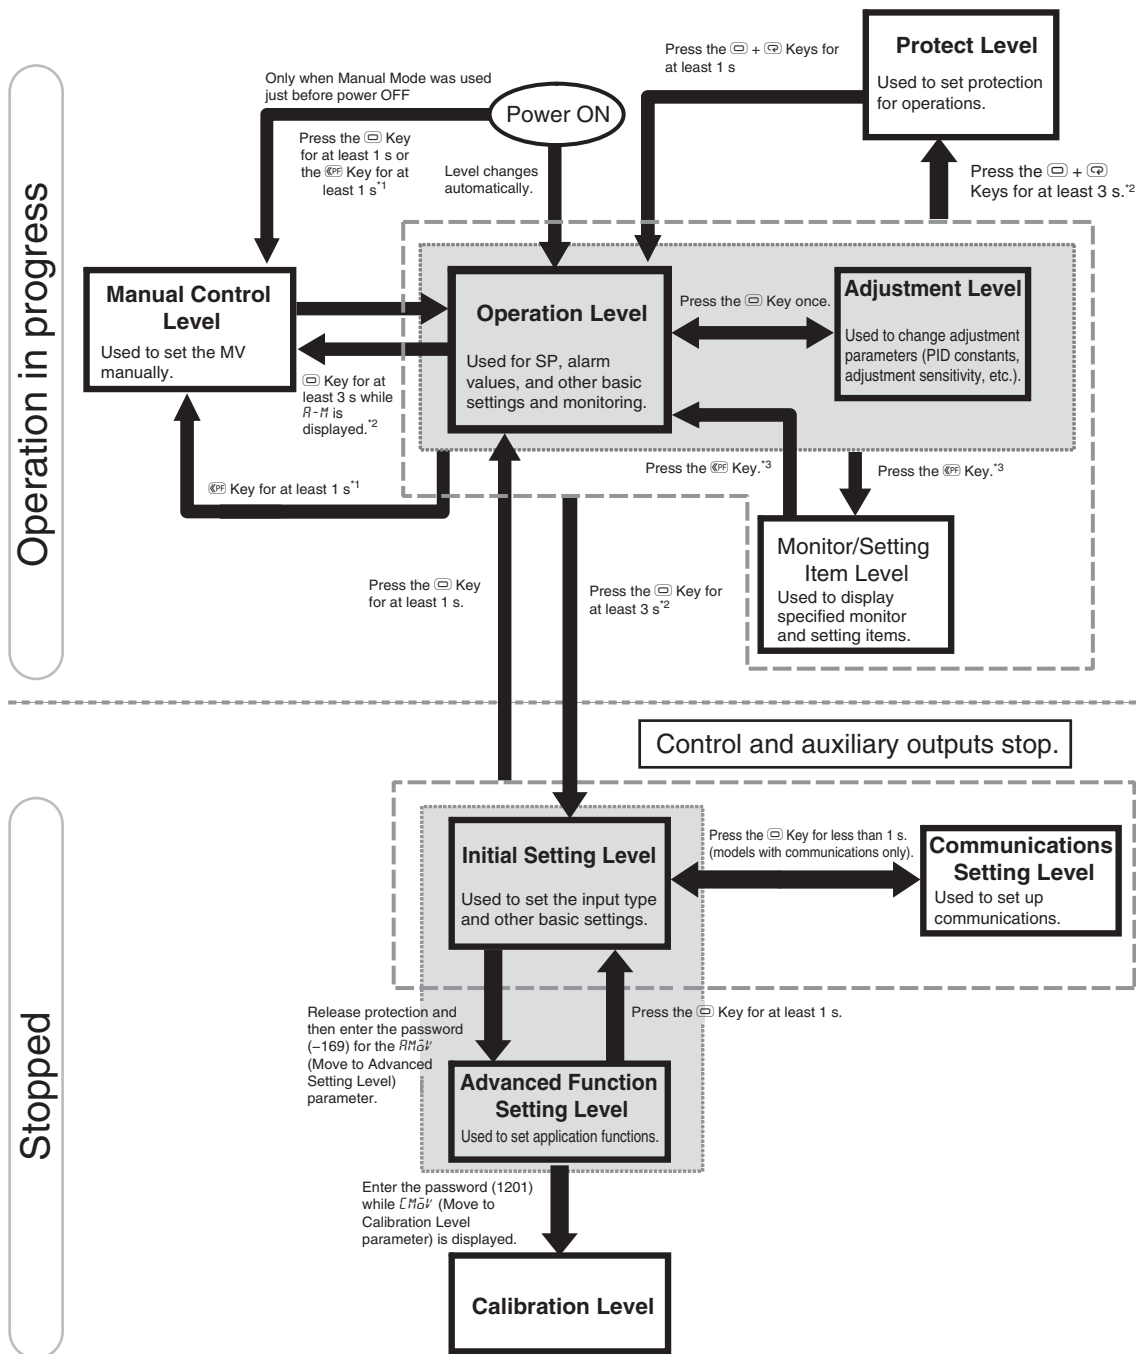 Operation in progress
Only when Manual Mode was used
just before power OFF
Power ON
Press the Key
for at least 1 s or
the PF Key for at
least 1 s*1
Level changes
automatically.
Press the + Keys for
at least 1 s
Protect Level
Used to set protection
for operations.
Press the +
Keys for at least 3 s.*2
Manual Control
Level
Used to set the MV
manually.
Operation Level
Used for SP, alarm
values, and other basic
settings and monitoring.
Press the Key once.
Adjustment Level
Used to change adjustment
parameters (PID constants,
adjustment sensitivity, etc.).
Key for at
least 3 s while
A-M is
displayed.*2
PF Key for at least 1 s*1
Press the PF Key.*3
Press the PF Key.*3
Monitor/Setting
Item Level
Used to display
specified monitor
and setting items.
Press the Key
for at least 1 s.
Press the Key for
at least 3 s*2
Control and auxiliary outputs stop.
Stopped
Initial Setting Level
Used to set the input type
and other basic settings.
Press the Key for less than 1 s.
(models with communications only).
Communications
Setting Level
Used to set up
communications.
Release protection and
then enter the password
(−169) for the AMoV
(Move to Advanced
Setting Level)
parameter.
Press the Key for at least 1 s.
Advanced Function
Setting Level
Used to set application functions.
Enter the password (1201)
while CMoV (Move to
Calibration Level
parameter) is displayed.
Calibration Level